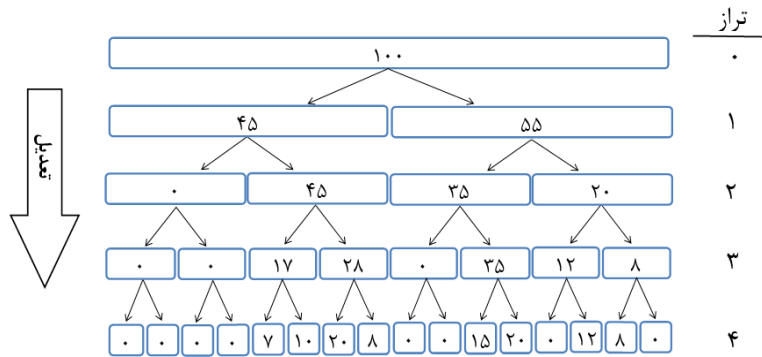 تراز
۱۰۰ ۰
۴۵ ۵۵ ۱
۰ ۴۵ ۳۵ ۲۰ ۲
۰ ۰ ۱۷ ۲۸ ۰ ۳۵ ۱۲ ۸ ۳
۰ ۰ ۰ ۰ ۷ ۱۰ ۲۰ ۸ ۰ ۰ ۱۵ ۲۰ ۰ ۱۲ ۸ ۰ ۴
تعدیل